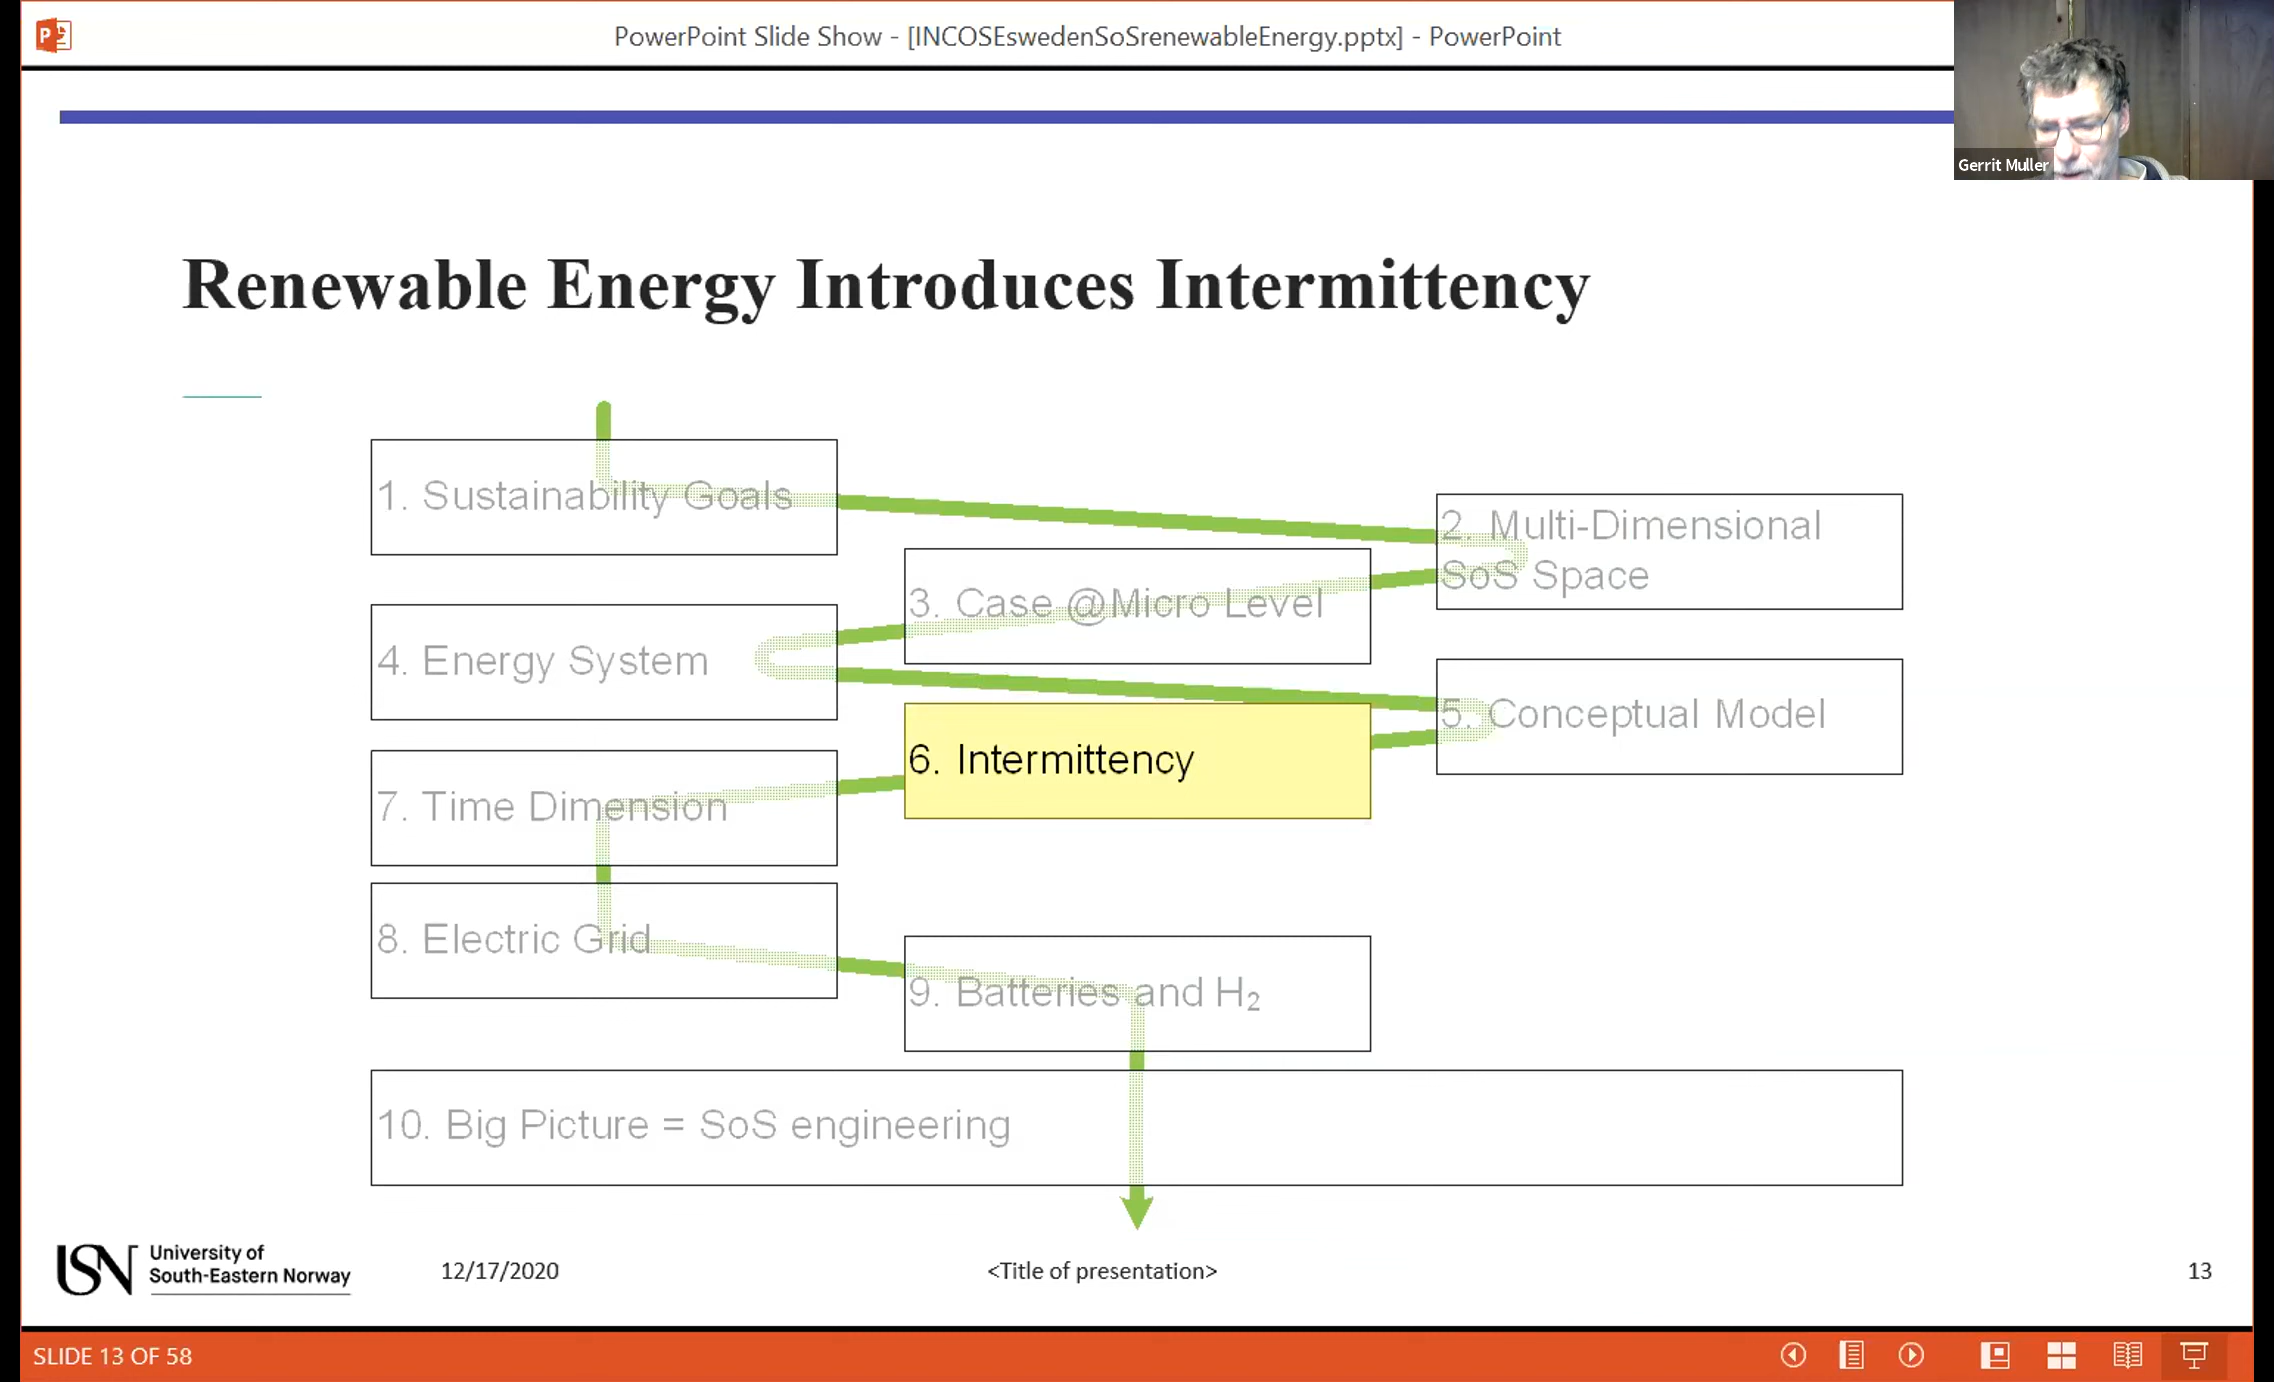 PowerPoint Slide Show - [INCOSEswedenSoSrenewableEnergy.pptx] - PowerPoint
Gerrit Muller
Renewable Energy Introduces Intermittency
1. Sustainability Goals
2. Multi-Dimensional
SoS Space
3. Case @Micro Level
4. Energy System
5. Conceptual Model
6. Intermittency
7. Time Dimension
8. Electric Grid
9. Batteries and H₂
10. Big Picture = SoS engineering
USN
University of
South-Eastern Norway
12/17/2020
<Title of presentation>
13
SLIDE 13 OF 58